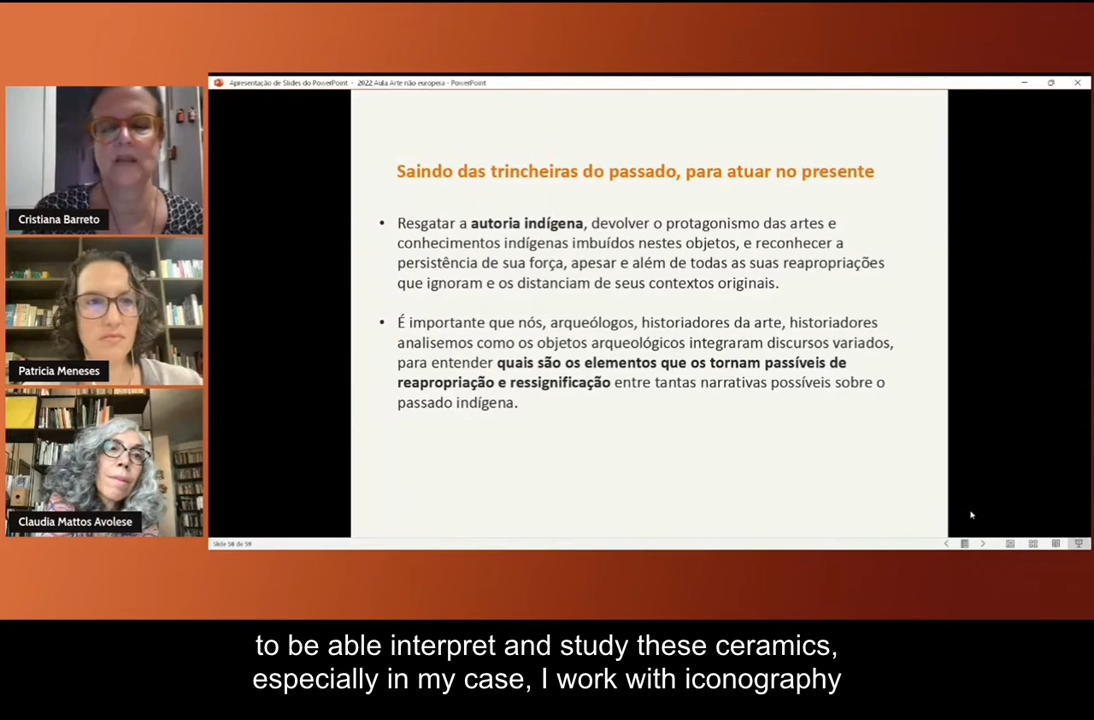 Apresentação de Slides do PowerPoint - 2022 Aula Arte não europeia - PowerPoint
Cristiana Barreto
Patricia Meneses
Claudia Mattos Avolese
Saindo das trincheiras do passado, para atuar no presente
• Resgatar a autoria indígena, devolver o protagonismo das artes e
conhecimentos indígenas imbuídos nestes objetos, e reconhecer a
persistência de sua força, apesar e além de todas as suas reapropriações
que ignoram e os distanciam de seus contextos originais.
• É importante que nós, arqueólogos, historiadores da arte, historiadores
analisemos como os objetos arqueológicos integraram discursos variados,
para entender quais são os elementos que os tornam passíveis de
reapropriação e ressignificação entre tantas narrativas possíveis sobre o
passado indígena.
Slide 58 de 59
to be able interpret and study these ceramics,
especially in my case, I work with iconography